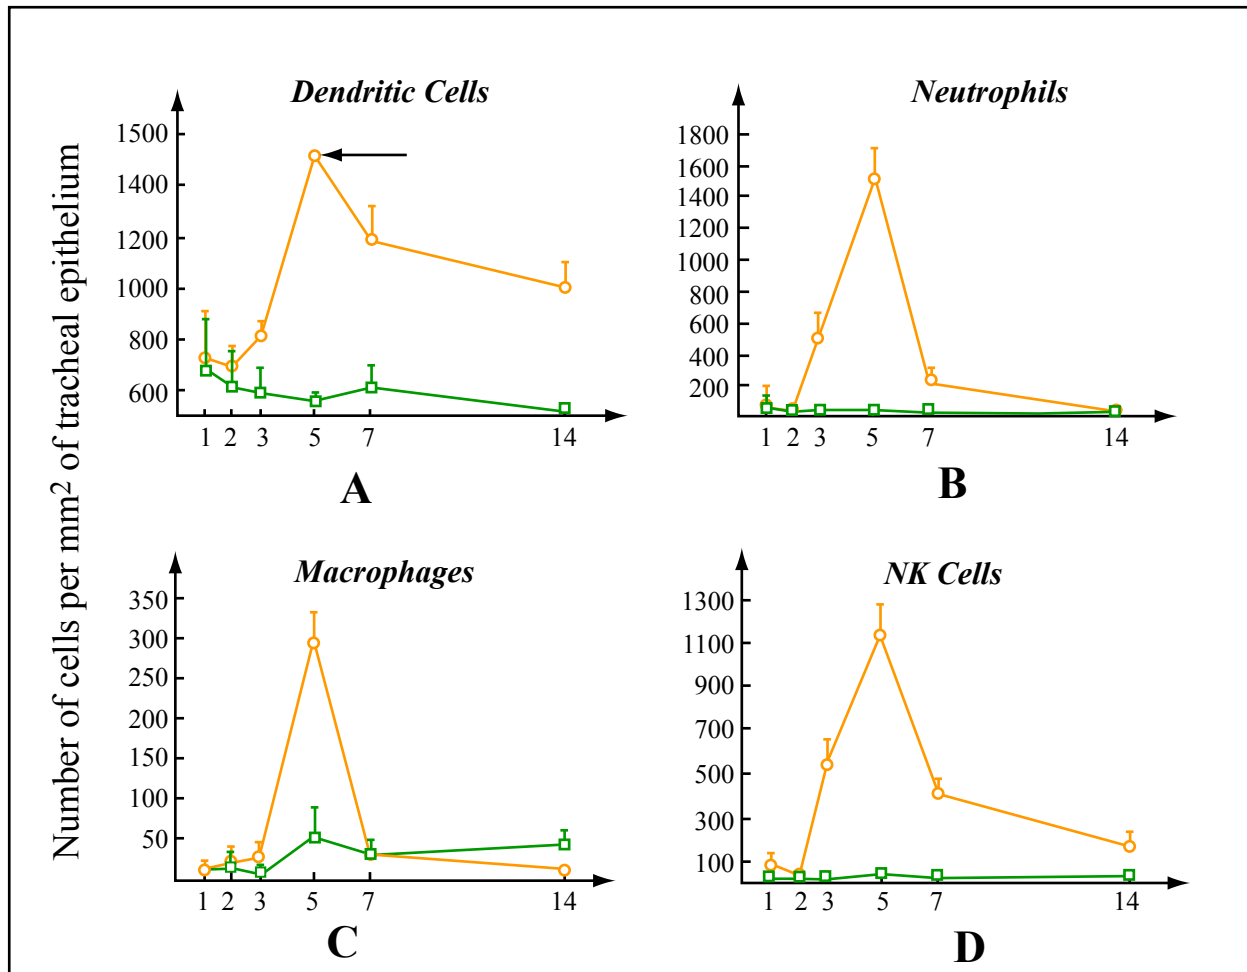 Number of cells per mm² of tracheal epithelium
Dendritic Cells
1500
1400
1200
1000
800
600
1 2 3 5 7 14
A
Neutrophils
1800
1600
1400
1200
1000
800
600
400
200
1 2 3 5 7 14
B
Macrophages
350
300
250
200
150
100
50
1 2 3 5 7 14
C
NK Cells
1300
1100
900
700
500
300
100
1 2 3 5 7 14
D